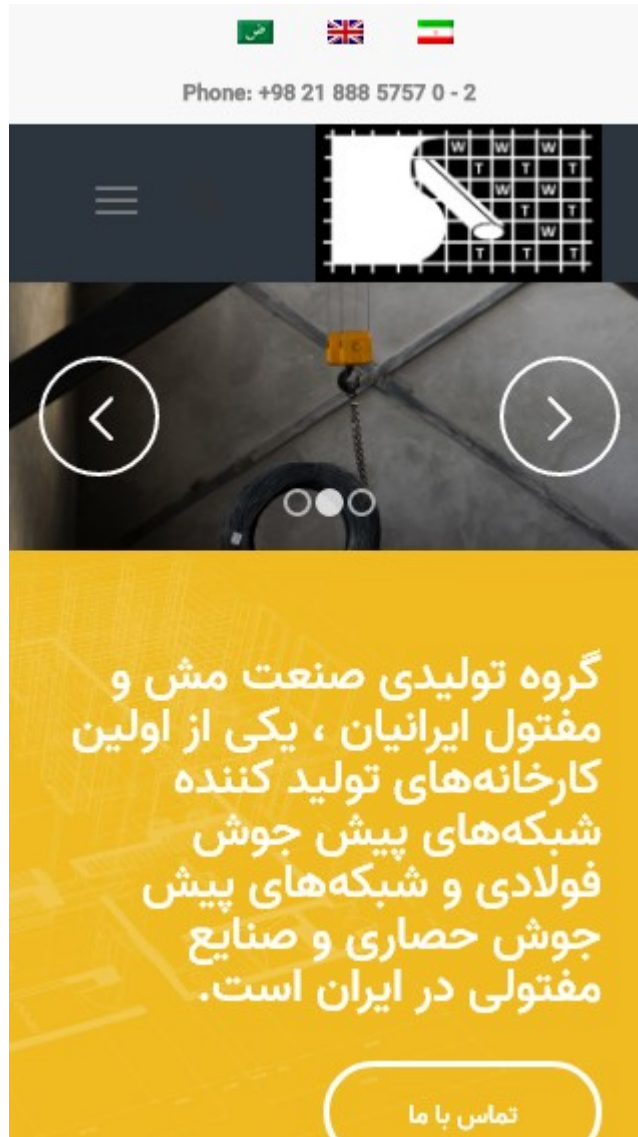 ض
Phone: +98 21 888 5757 0 - 2
W W W
T T T
W W
T T
W
T T T
گروه تولیدی صنعت مش و
مفتول ایرانیان ، یکی از اولین
کارخانه‌های تولید کننده
شبکه‌های پیش جوش
فولادی و شبکه‌های پیش
جوش حصاری و صنایع
مفتولی در ایران است.
تماس با ما